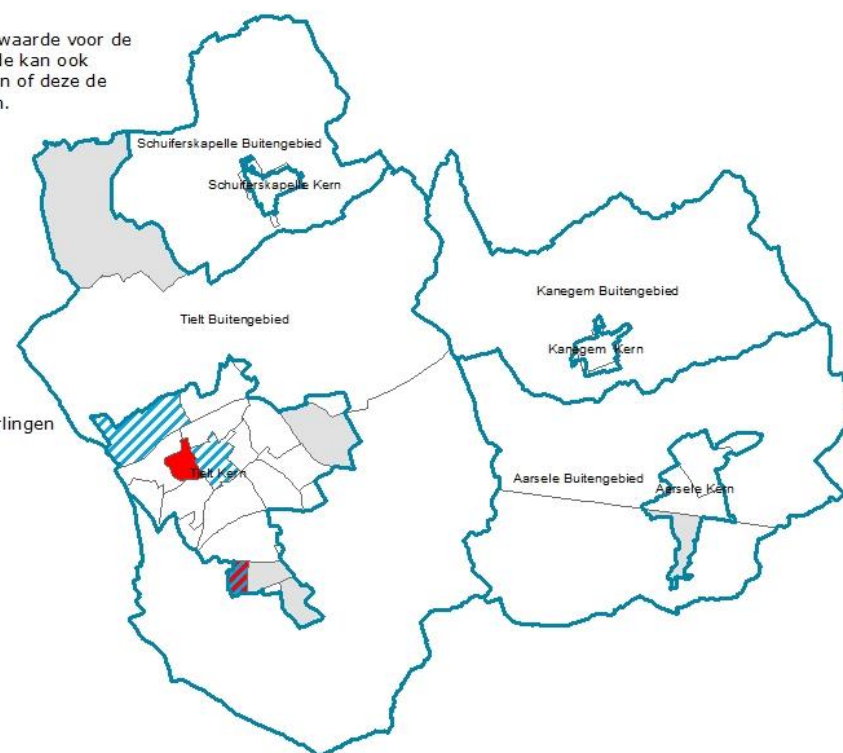 waarde voor de
le kan ook
n of deze de
n.
Schuiferskapelle Buitengebied
Schuiferskapelle Kern
Kanegem Buitengebied
Tielt Buitengebied
Kanegem Kern
rlingen
Tielt Kern
Aarsele Buitengebied
Aarsele Kern